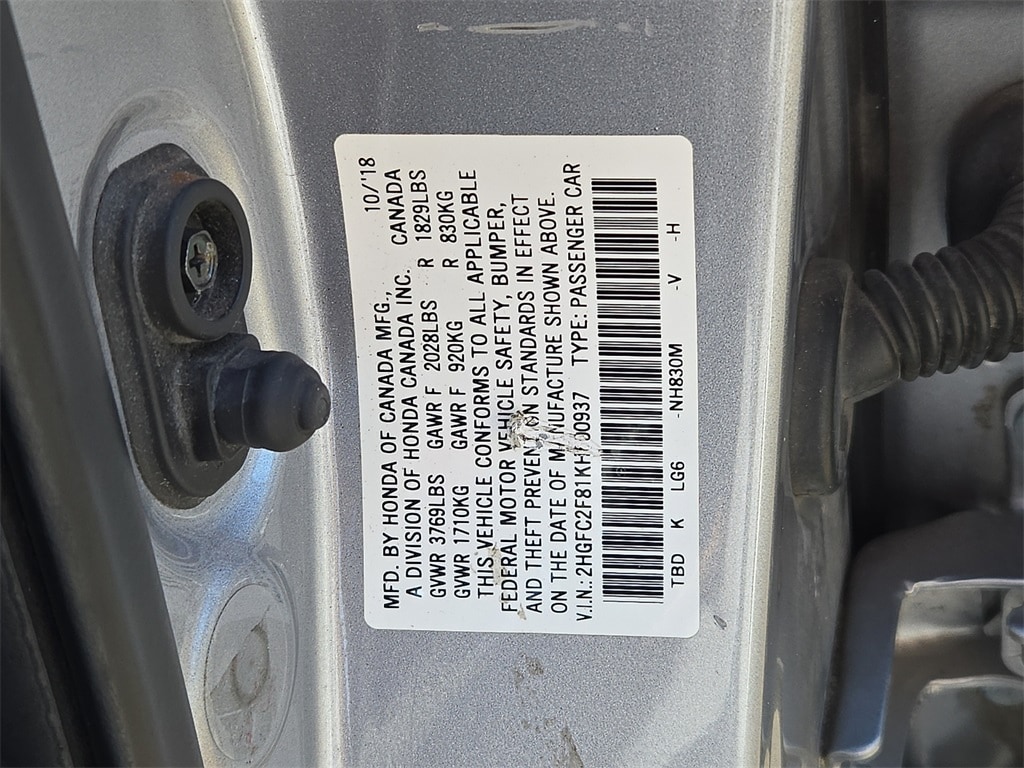 10/'18
MFD. BY HONDA OF CANADA MFG.,
A DIVISION OF HONDA CANADA INC. CANADA
GVWR 3769LBS GAWR F 2028LBS R 1829LBS
GVWR 1710KG GAWR F 920KG R 830KG
THIS VEHICLE CONFORMS TO ALL APPLICABLE
FEDERAL MOTOR VEHICLE SAFETY, BUMPER,
AND THEFT PREVENTION STANDARDS IN EFFECT
ON THE DATE OF MANUFACTURE SHOWN ABOVE.
V.I.N.: TYPE: PASSENGER CAR
TBD K LG6 -NH830M -V -H